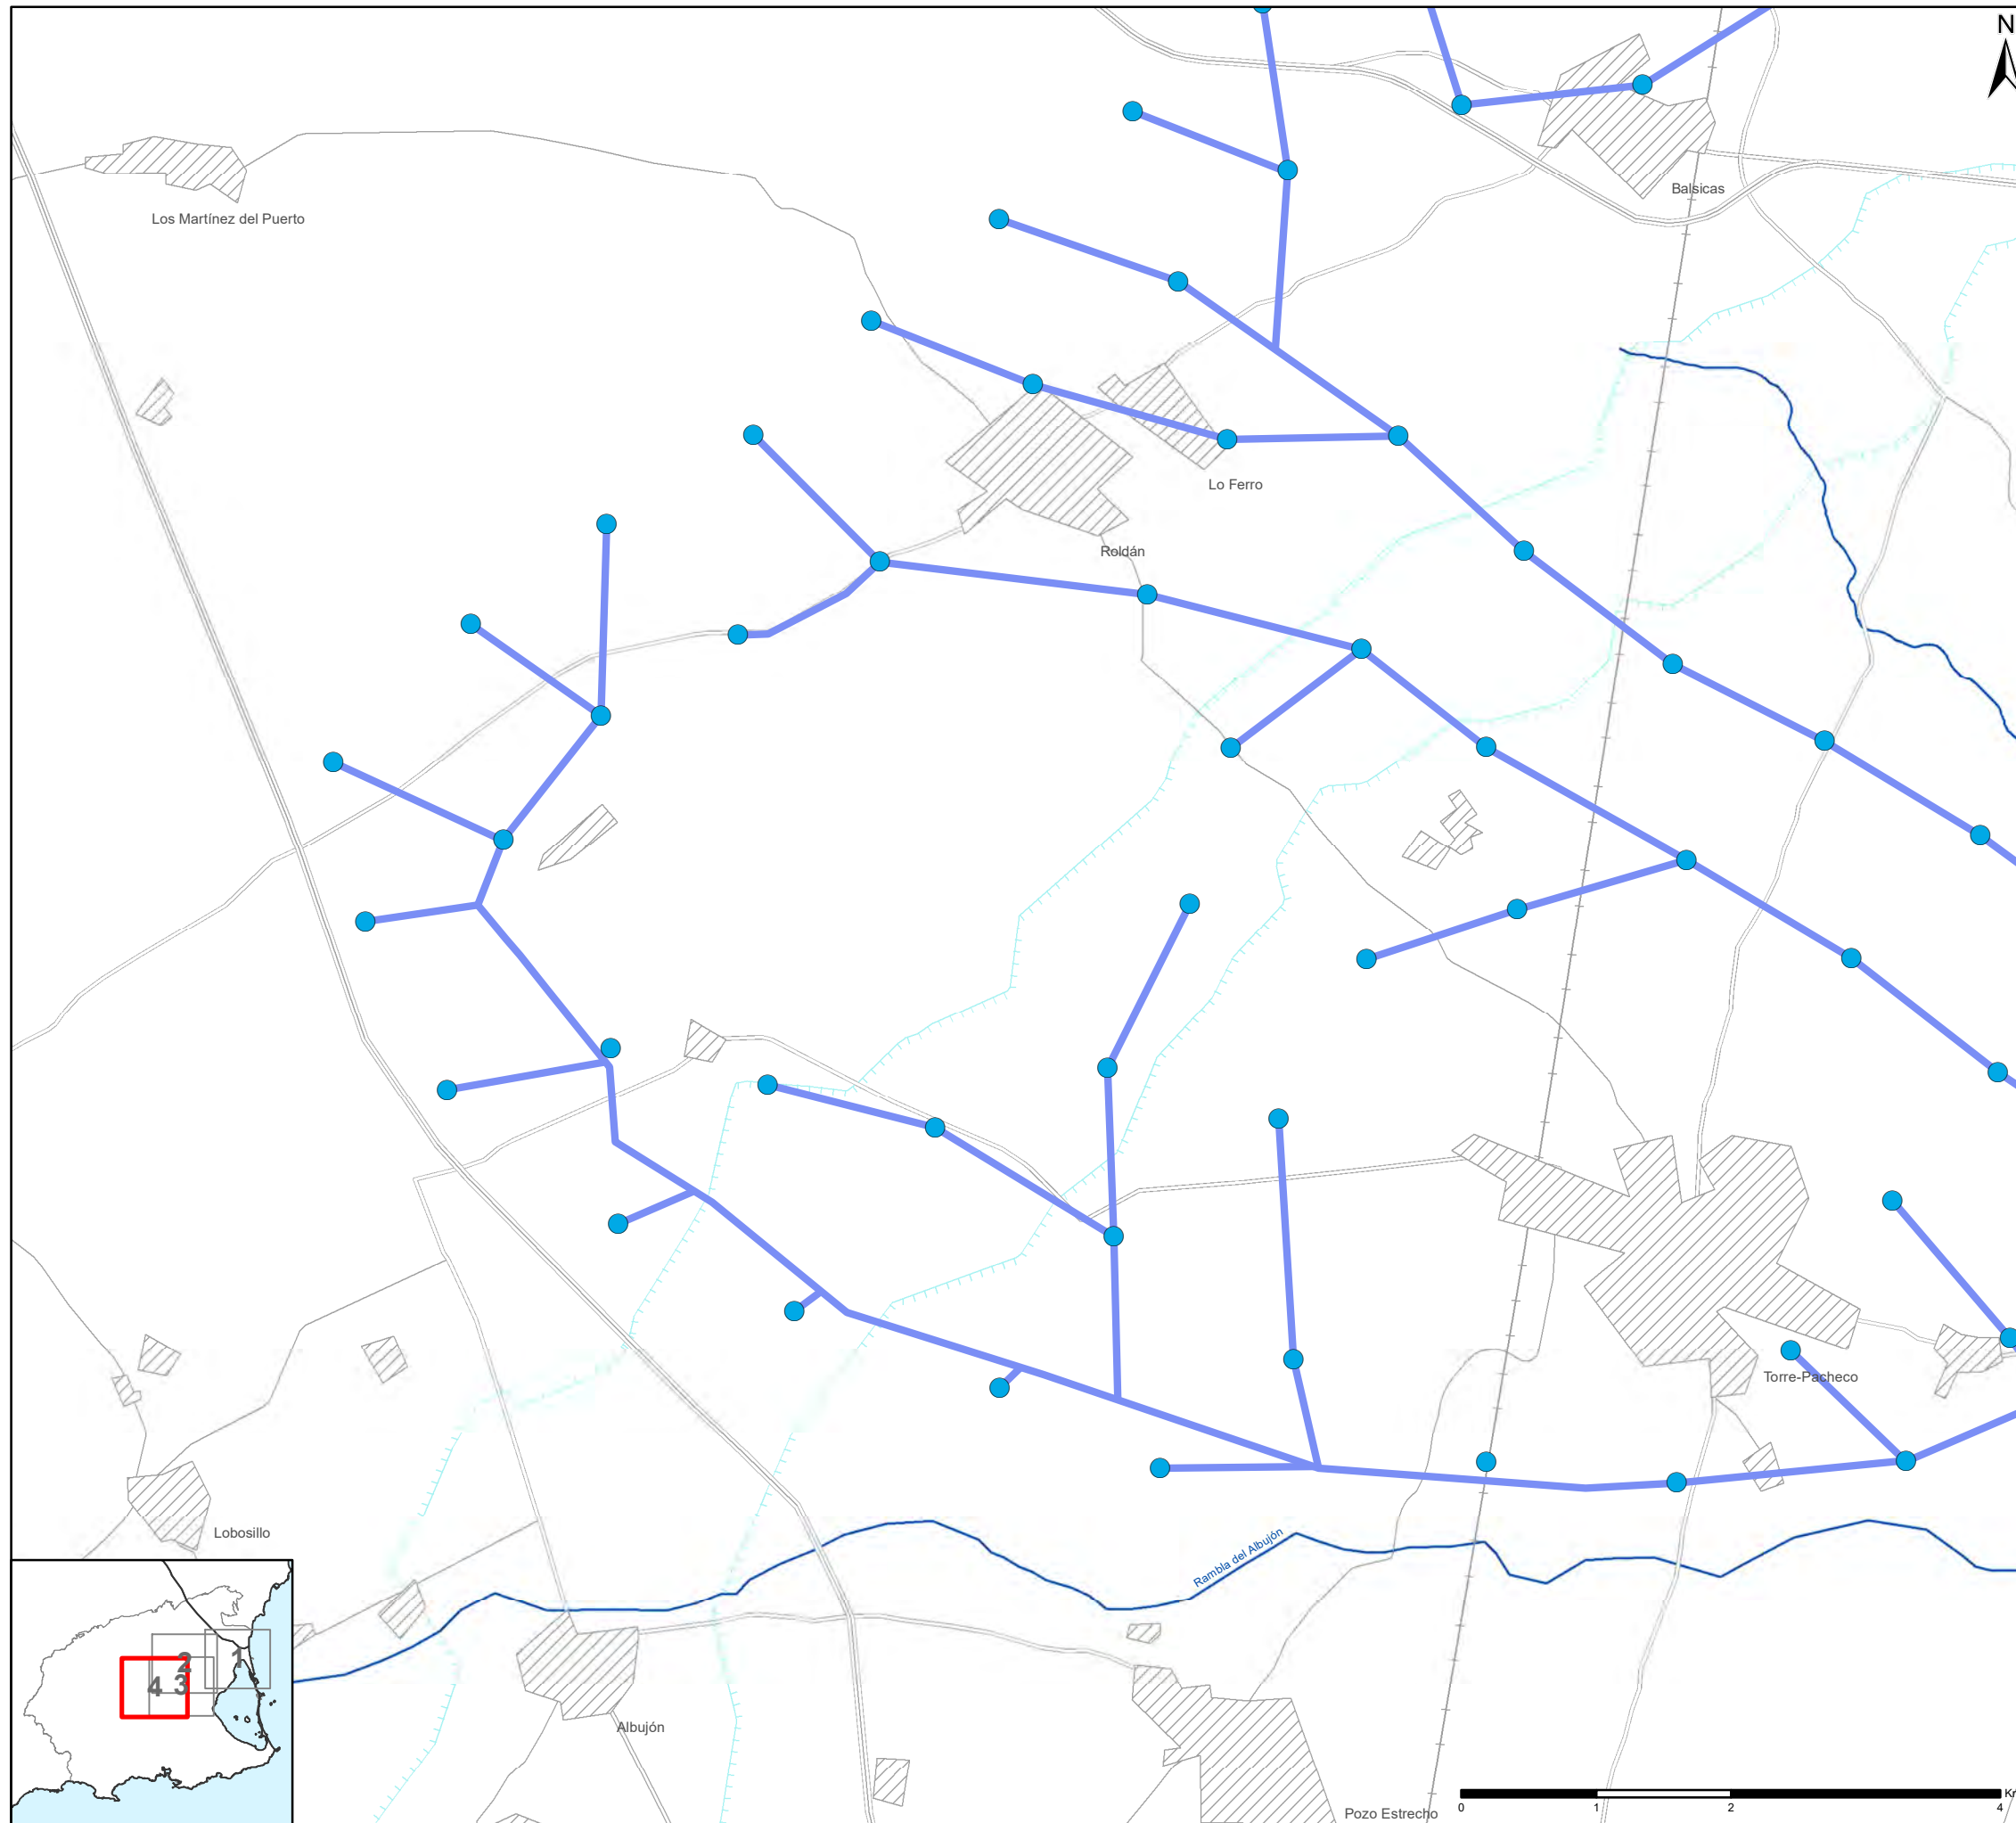 N
Balsicas
Los Martínez del Puerto
Lo Ferro
Roldán
Torre-Pacheco
Lobosillo
Rambla del Albujón
2
1
4
3
Albujón
Pozo Estrecho
0
1
2
4